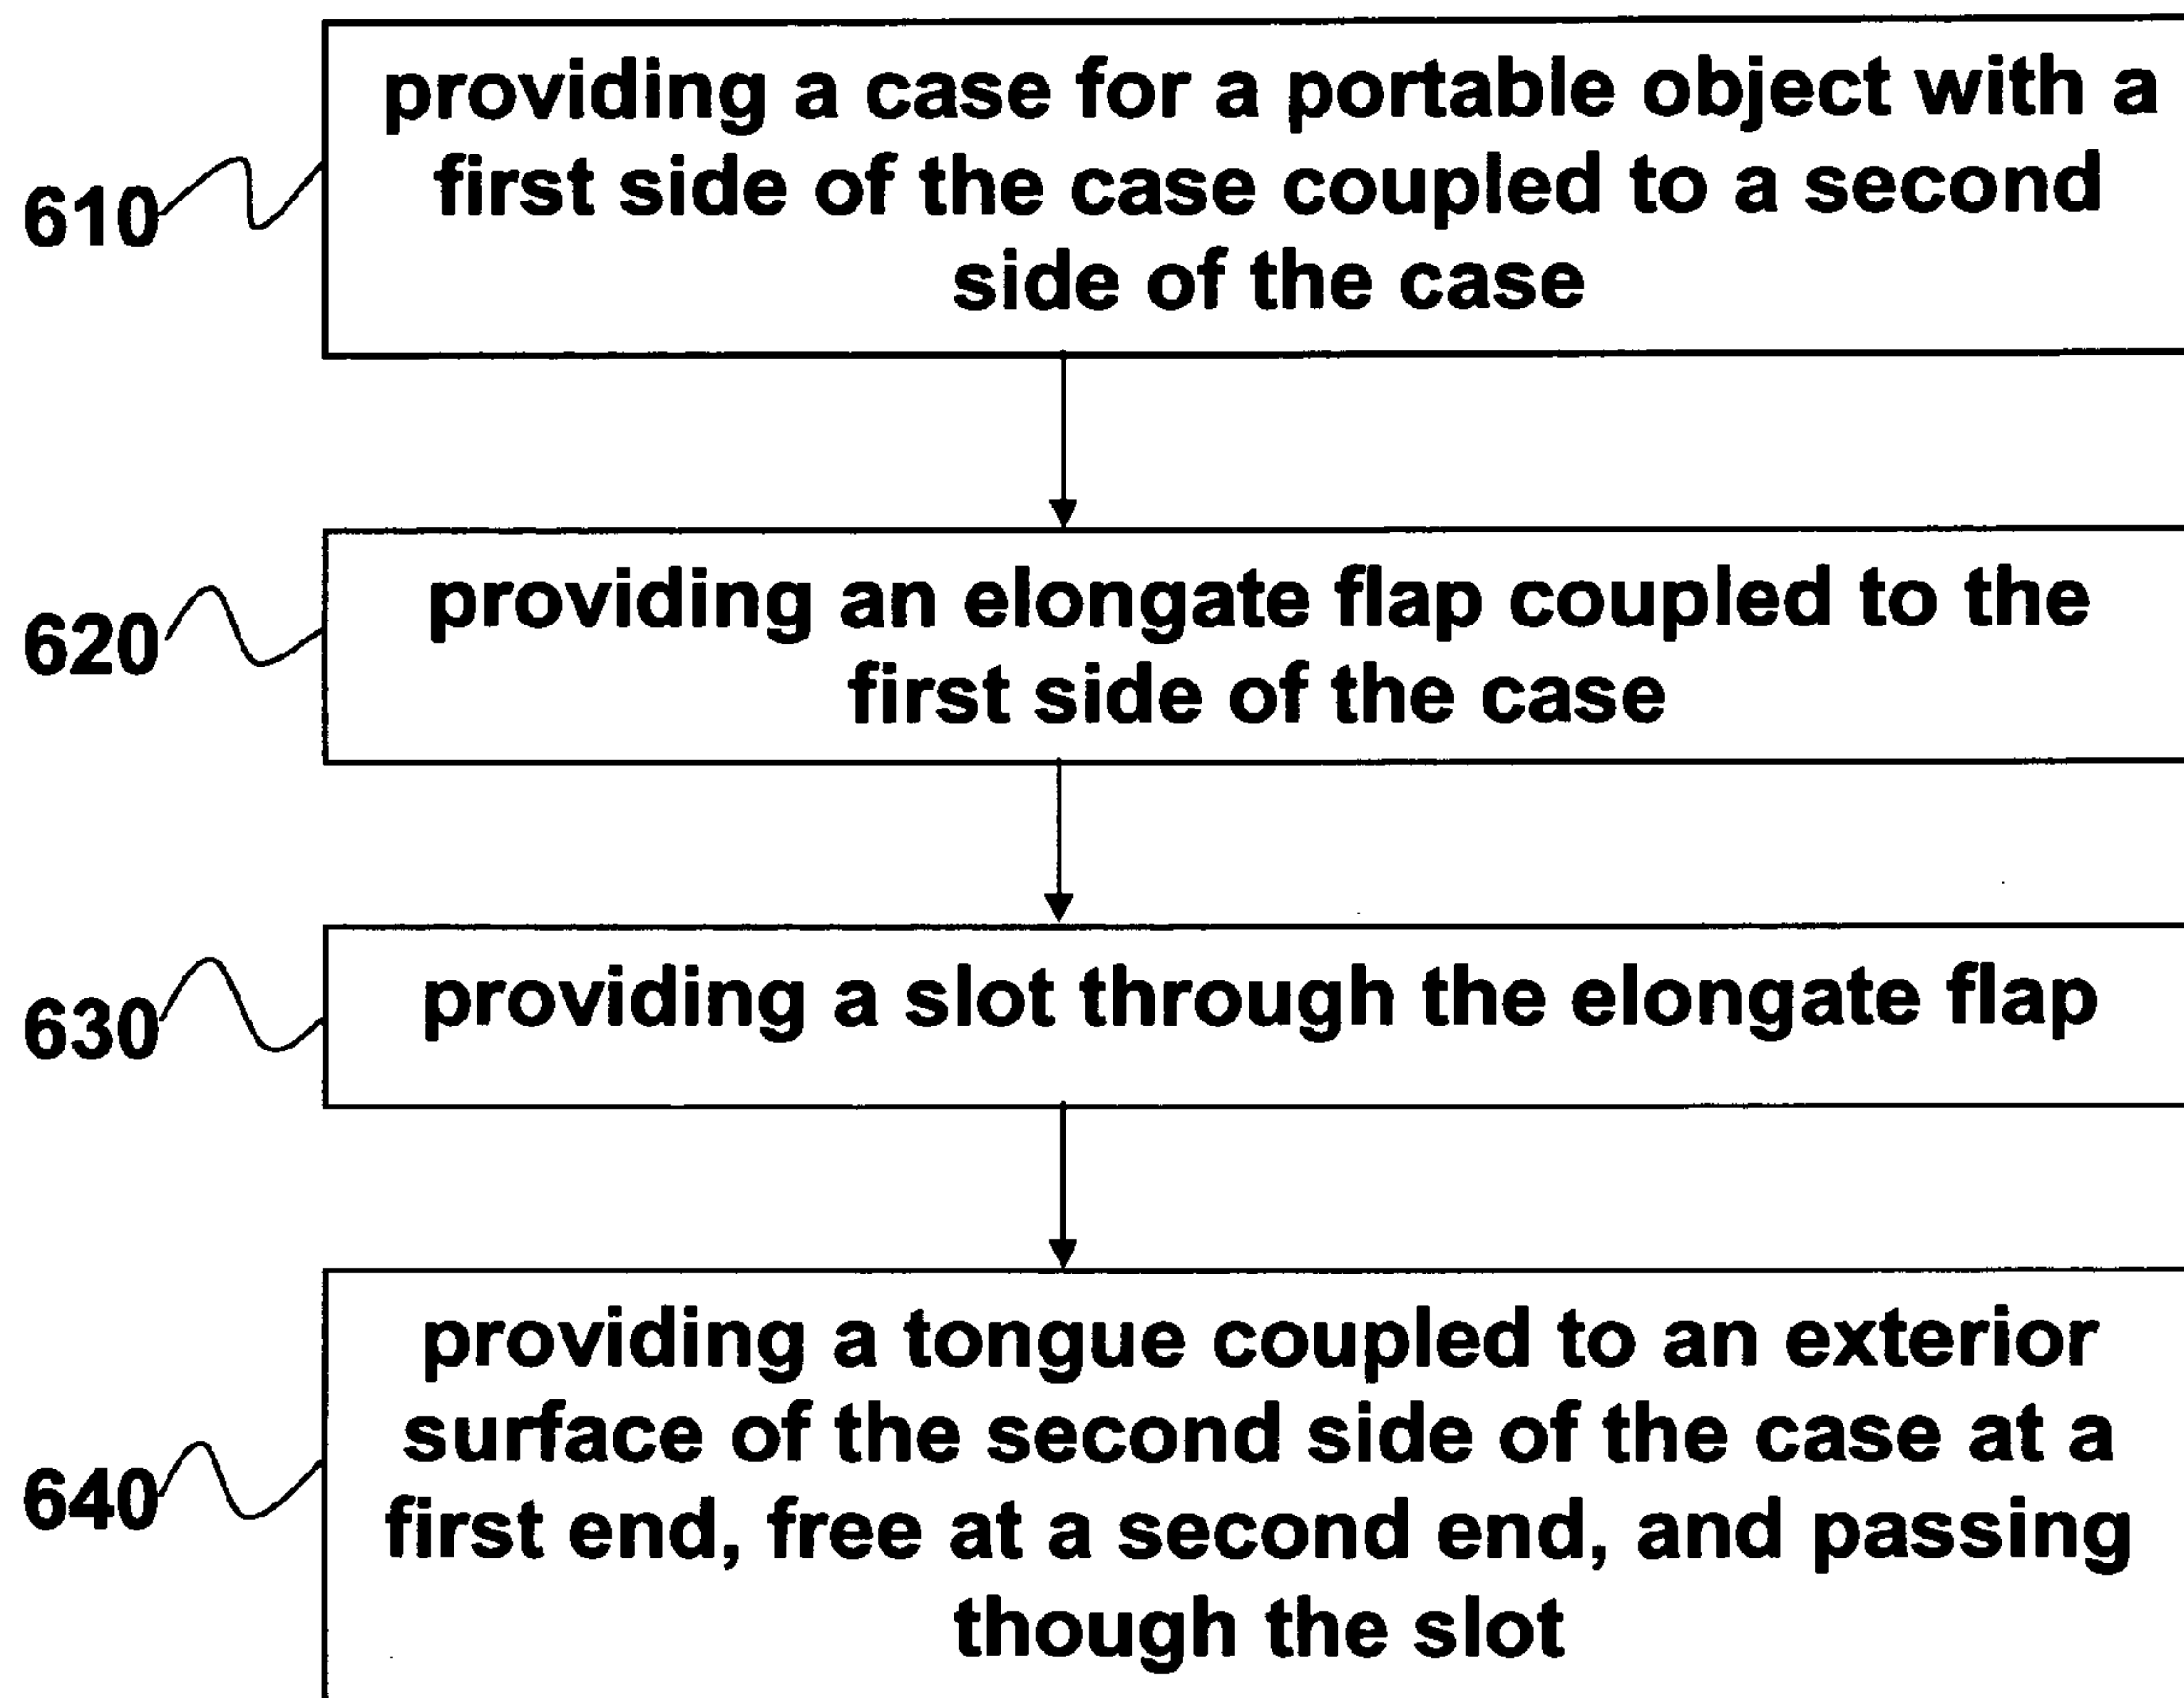 providing a case for a portable object with a
first side of the case coupled to a second
side of the case
610
providing an elongate flap coupled to the
first side of the case
620
providing a slot through the elongate flap
630
providing a tongue coupled to an exterior
surface of the second side of the case at a
first end, free at a second end, and passing
though the slot
640